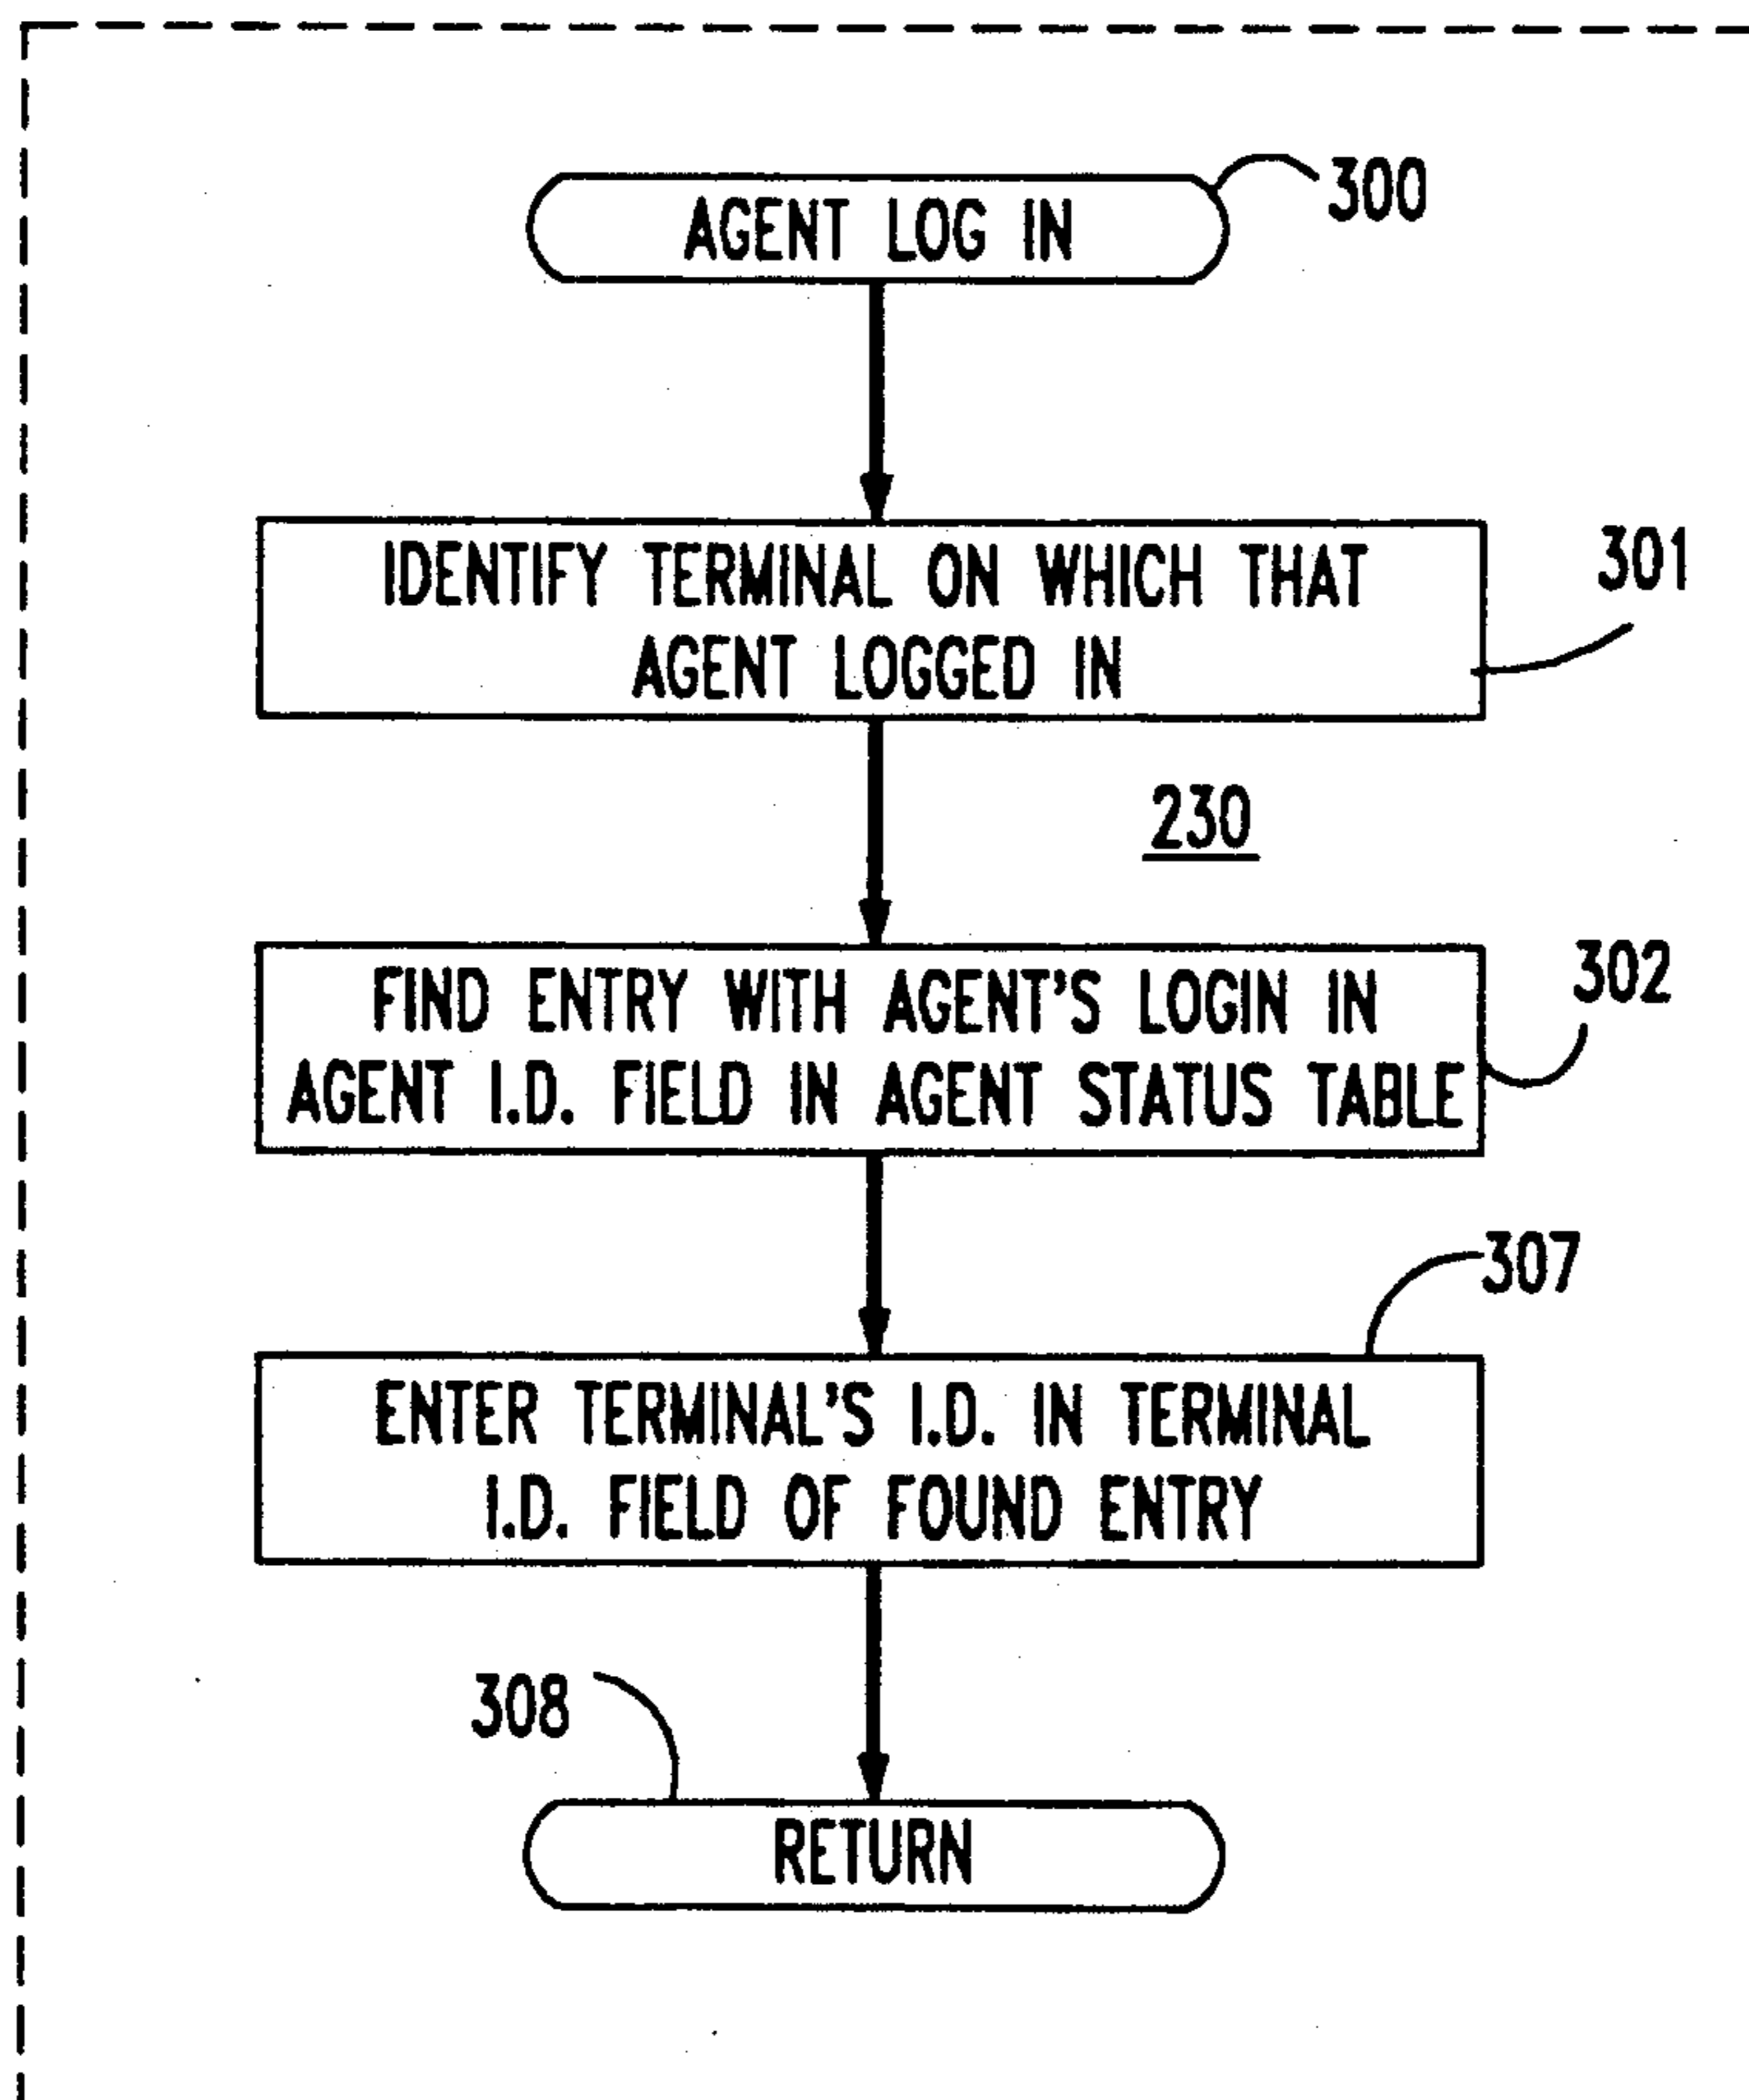 300
AGENT LOG IN
301
IDENTIFY TERMINAL ON WHICH THAT
AGENT LOGGED IN
230
302
FIND ENTRY WITH AGENT'S LOGIN IN
AGENT I.D. FIELD IN AGENT STATUS TABLE
307
ENTER TERMINAL'S I.D. IN TERMINAL
I.D. FIELD OF FOUND ENTRY
308
RETURN